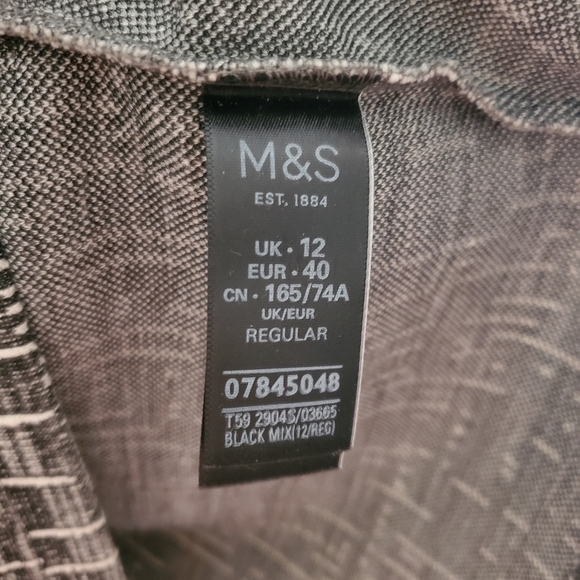 M&S
EST. 1884
UK • 12
EUR • 40
CN • 165/74A
UK/EUR
REGULAR
07845048
T59 2904S/03665
BLACK MIX(12/REG)